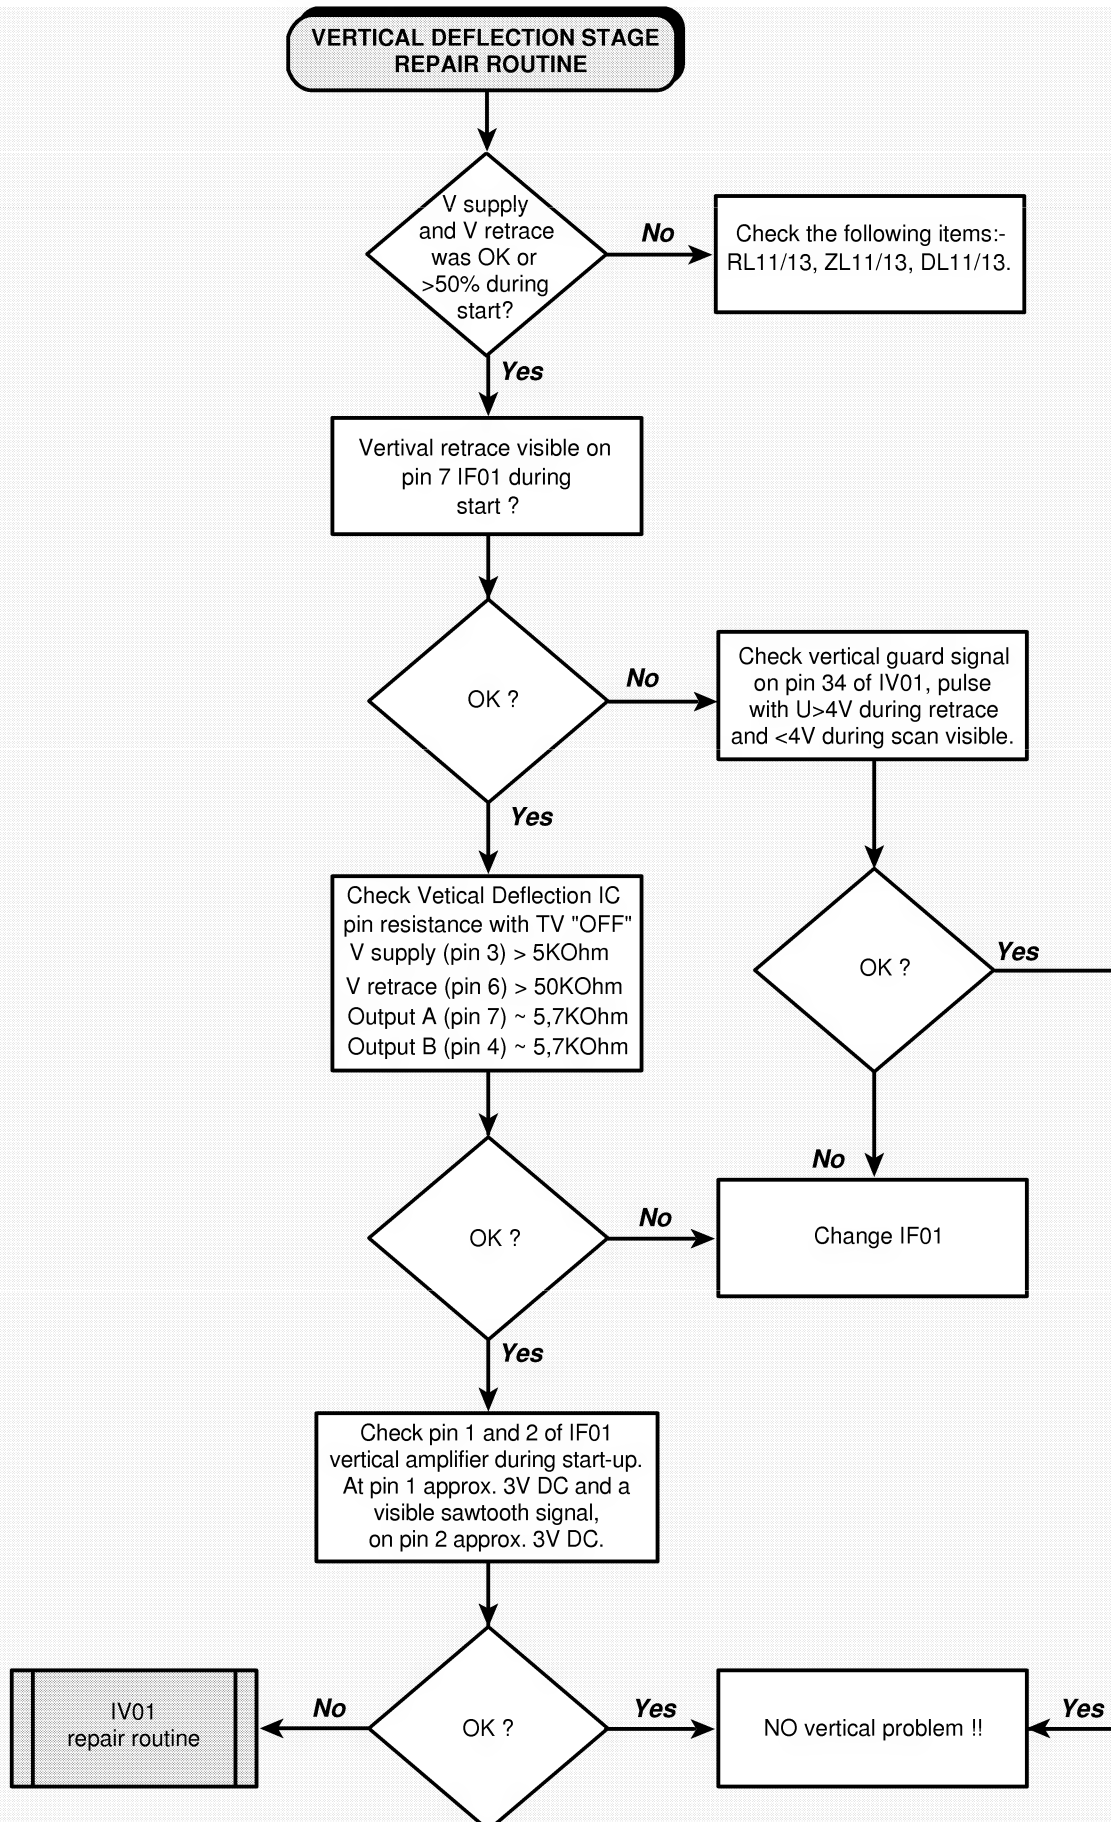 VERTICAL DEFLECTION STAGE
REPAIR ROUTINE
V supply
and V retrace
was OK or
>50% during
start?
No
Check the following items:-
RL11/13, ZL11/13, DL11/13.
Yes
Vertival retrace visible on
pin 7 IF01 during
start ?
OK ?
No
Check vertical guard signal
on pin 34 of IV01, pulse
with U>4V during retrace
and <4V during scan visible.
Yes
Check Vetical Deflection IC
pin resistance with TV "OFF"
V supply (pin 3) > 5KOhm
V retrace (pin 6) > 50KOhm
Output A (pin 7) ~ 5,7KOhm
Output B (pin 4) ~ 5,7KOhm
OK ?
Yes
No
OK ?
No
Change IF01
Yes
Check pin 1 and 2 of IF01
vertical amplifier during start-up.
At pin 1 approx. 3V DC and a
visible sawtooth signal,
on pin 2 approx. 3V DC.
IV01
repair routine
No
OK ?
Yes
NO vertical problem !!
Yes